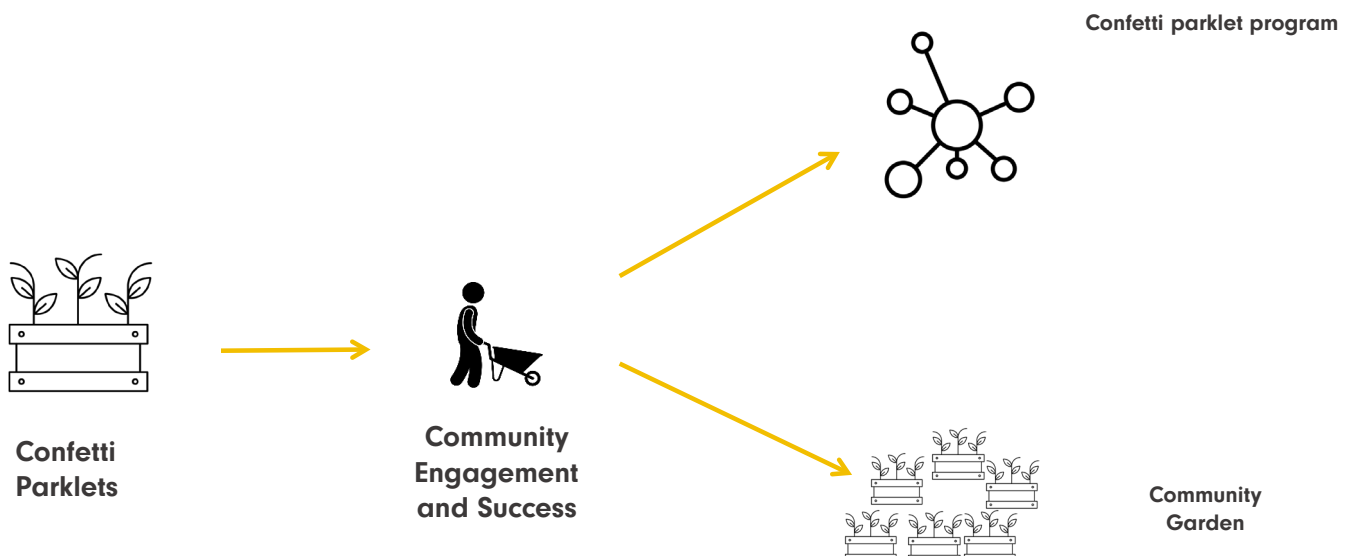 Confetti parklet program
Confetti
Parklets
Community
Engagement
and Success
Community
Garden